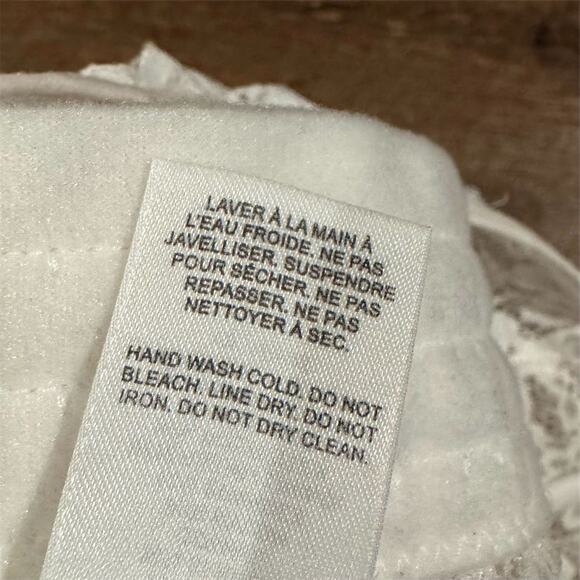 LAVER À LA MAIN À
L'EAU FROIDE. NE PAS
JAVELLISER. SUSPENDRE
POUR SÉCHER. NE PAS
REPASSER. NE PAS
NETTOYER À SEC.
HAND WASH COLD. DO NOT
BLEACH. LINE DRY. DO NOT
IRON. DO NOT DRY CLEAN.